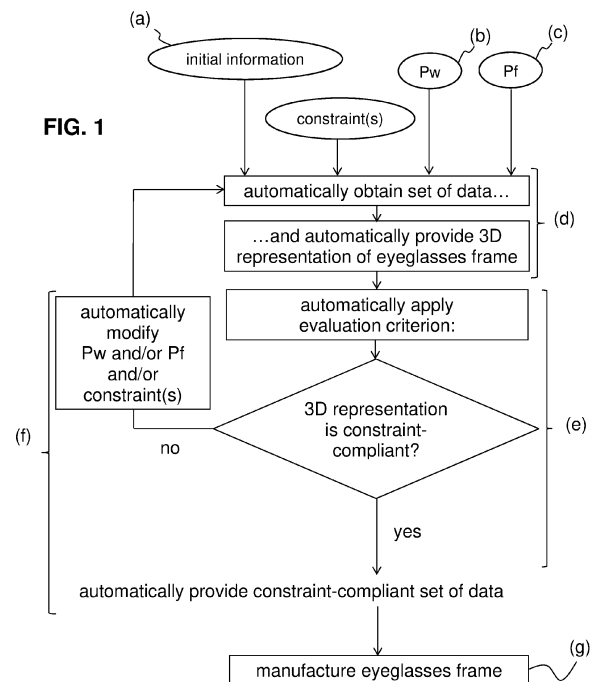 (a)
initial information
(b)
Pw
(c)
Pf
FIG. 1
constraint(s)
automatically obtain set of data…
…and automatically provide 3D
representation of eyeglasses frame
(d)
automatically apply
evaluation criterion:
automatically
modify
Pw and/or Pf
and/or
constraint(s)
3D representation
is constraint-
compliant?
(e)
(f)
no
yes
automatically provide constraint-compliant set of data
(g)
manufacture eyeglasses frame